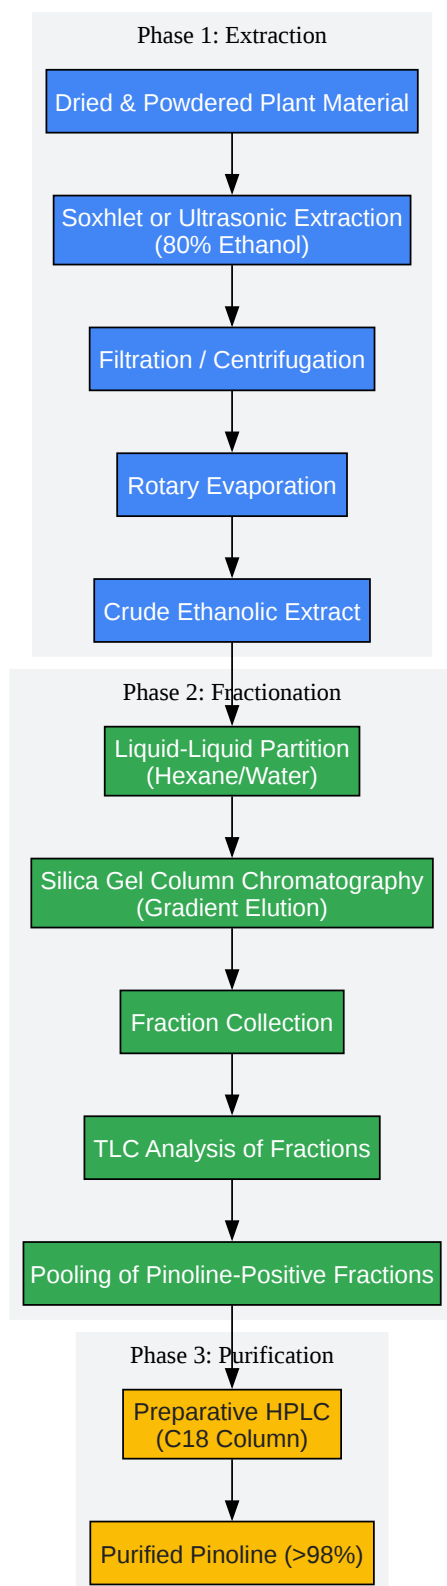 Phase 1: Extraction
Dried & Powdered Plant Material
Soxhlet or Ultrasonic Extraction
(80% Ethanol)
Filtration / Centrifugation
Rotary Evaporation
Crude Ethanolic Extract
Phase 2: Fractionation
Liquid-Liquid Partition
(Hexane/Water)
Silica Gel Column Chromatography
(Gradient Elution)
Fraction Collection
TLC Analysis of Fractions
Pooling of Pinoline-Positive Fractions
Phase 3: Purification
Preparative HPLC
(C18 Column)
Purified Pinoline (>98%)